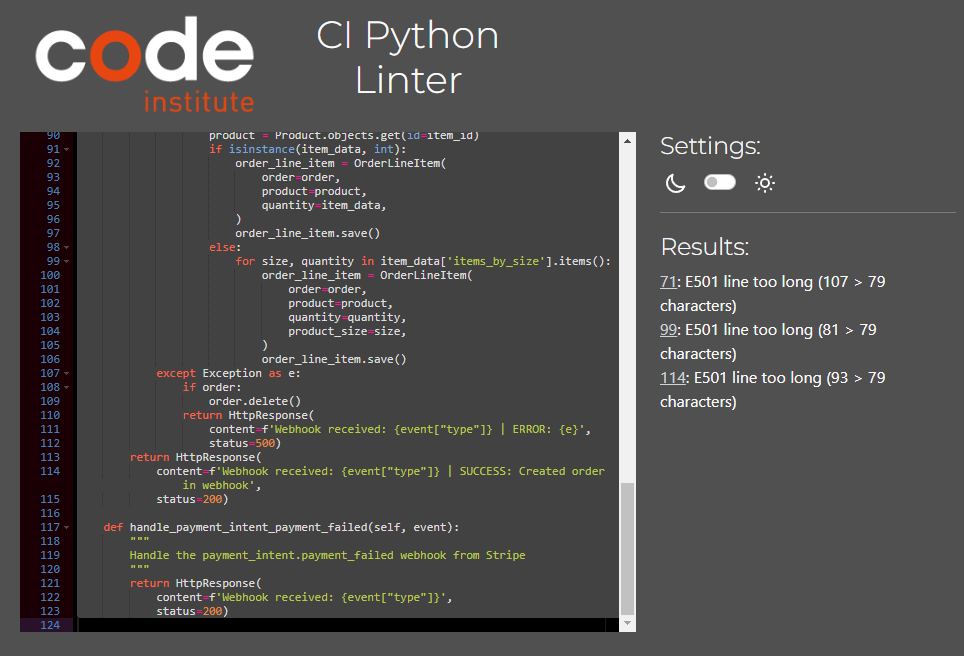 code
institute
CI Python
Linter
90 product = Product.objects.get(id=item_id)
91 if isinstance(item_data, int):
92 order_line_item = OrderLineItem(
93 order=order,
94 product=product,
95 quantity=item_data,
96 )
97 order_line_item.save()
98 else:
99 for size, quantity in item_data['items_by_size'].items():
100 order_line_item = OrderLineItem(
101 order=order,
102 product=product,
103 quantity=quantity,
104 product_size=size,
105 )
106 order_line_item.save()
107 except Exception as e:
108 if order:
109 order.delete()
110 return HttpResponse(
111 content=f'Webhook received: {event["type"]} | ERROR: {e}',
112 status=500)
113 return HttpResponse(
114 content=f'Webhook received: {event["type"]} | SUCCESS: Created order
in webhook',
115 status=200)
116
117 def handle_payment_intent_payment_failed(self, event):
118 """
119 Handle the payment_intent.payment_failed webhook from Stripe
120 """
121 return HttpResponse(
122 content=f'Webhook received: {event["type"]}',
123 status=200)
124
Settings:
Results:
71: E501 line too long (107 > 79
characters)
99: E501 line too long (81 > 79
characters)
114: E501 line too long (93 > 79
characters)